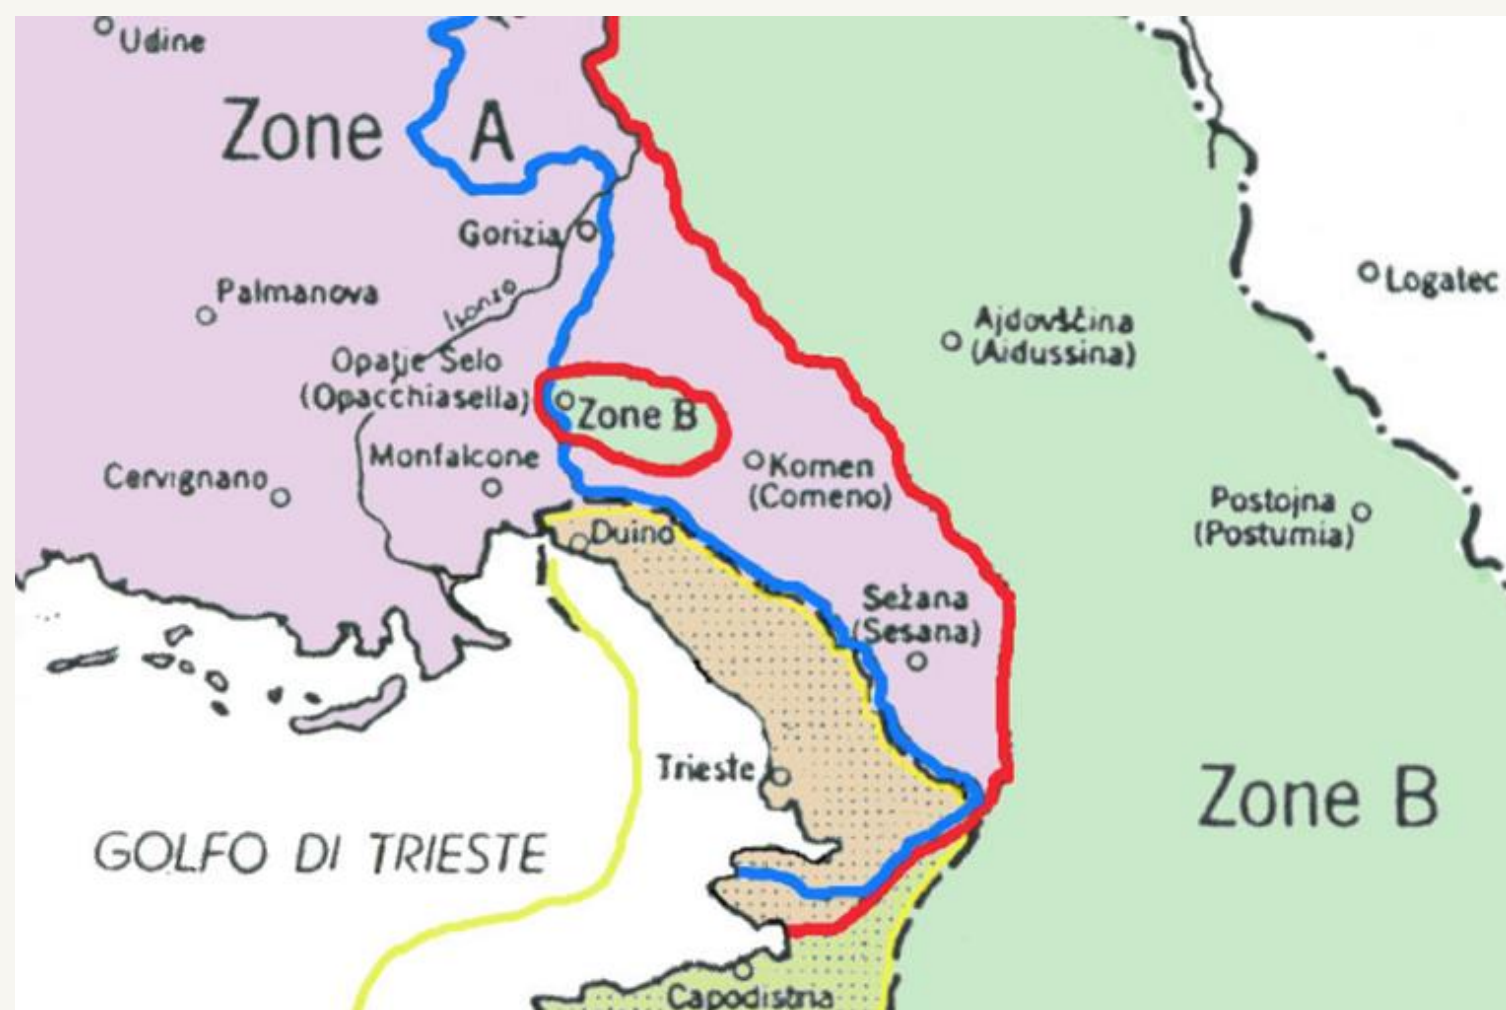 Udine
Zone A
Gorizia
Palmanova
Isonzo
Logatec
Ajdovščina
(Aidussina)
Opatje Selo
(Opacchiasella)
Zone B
Monfalcone
Komen
(Comeno)
Cervignano
Postojna
(Postumia)
Duino
Sežana
(Sesana)
Trieste
Zone B
GOLFO DI TRIESTE
Capodistria